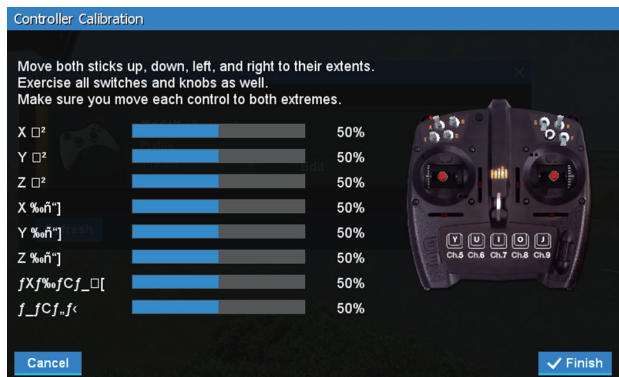 Controller Calibration
Move both sticks up, down, left, and right to their extents.
Exercise all switches and knobs as well.
Make sure you move each control to both extremes.
X □² 50%
Y □² 50%
Z □² 50%
X ‰ñ“] 50%
Y ‰ñ“] 50%
Z ‰ñ“] 50%
ƒXƒ‰ƒCƒ_□[ 50%
ƒ_ƒCƒ„ƒ‹ 50%
Edit
Y U I O J
Ch.5 Ch.6 Ch.7 Ch.8 Ch.9
Cancel
Finish